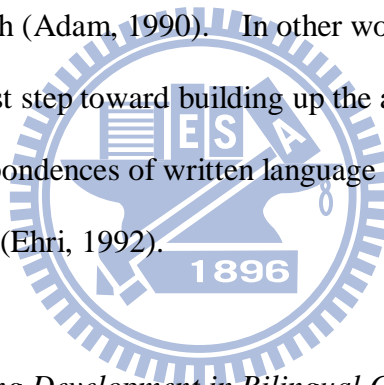 h (Adam, 1990). In other wo
st step toward building up the a
pondences of written language
(Ehri, 1992).
E S A
1896
ng Development in Bilingual C